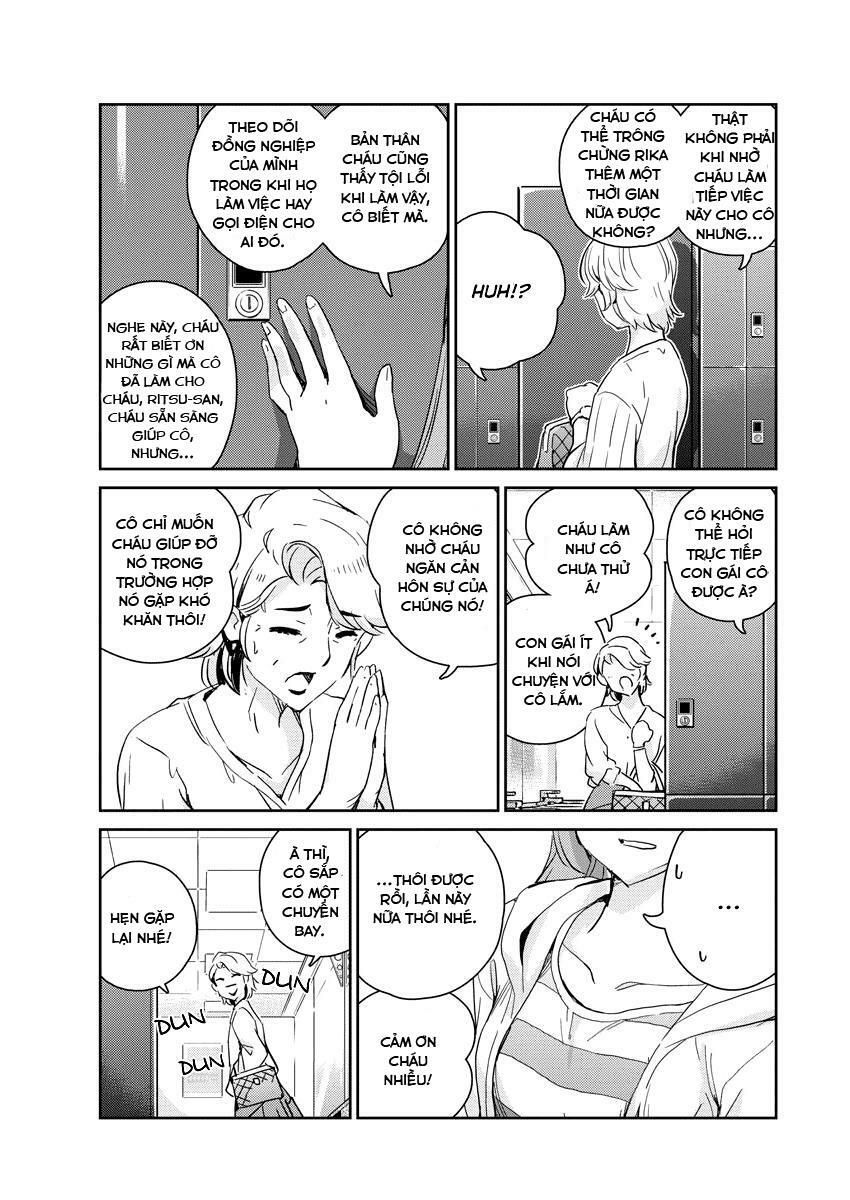 THẬT
KHÔNG PHẢI
KHI NHỜ
CHÁU LÀM
TIẾP VIỆC
NÀY CHO CÔ
NHƯNG...
CHÁU CÓ
THỂ TRÔNG
CHỪNG RIKA
THÊM MỘT
THỜI GIAN
NỮA ĐƯỢC
KHÔNG?
HUH!?
BẢN THÂN
CHÁU CŨNG
THẤY TỘI LỖI
KHI LÀM VẬY,
CÔ BIẾT MÀ.
THEO DÕI
ĐỒNG NGHIỆP
CỦA MÌNH
TRONG KHI HỌ
LÀM VIỆC HAY
GỌI ĐIỆN CHO
AI ĐÓ.
NGHE NÀY, CHÁU
RẤT BIẾT ƠN
NHỮNG GÌ MÀ CÔ
ĐÃ LÀM CHO
CHÁU, RITSU-SAN,
CHÁU SẴN SÀNG
GIÚP CÔ,
NHƯNG...
CÔ KHÔNG
THỂ HỎI
TRỰC TIẾP
CON GÁI CÔ
ĐƯỢC À?
CHÁU LÀM
NHƯ CÔ
CHƯA THỬ
Á!
CON GÁI ÍT
KHI NÓI
CHUYỆN VỚI
CÔ LẮM.
CÔ KHÔNG
NHỜ CHÁU
NGĂN CẢN
HÔN SỰ CỦA
CHÚNG NÓ!
CÔ CHỈ MUỐN
CHÁU GIÚP ĐỠ
NÓ TRONG
TRƯỜNG HỢP
NÓ GẶP KHÓ
KHĂN THÔI!
...
...THÔI ĐƯỢC
RỒI, LẦN NÀY
NỮA THÔI NHÉ.
CẢM ƠN
CHÁU
NHIỀU!
À THÌ,
CÔ SẮP
CÓ MỘT
CHUYẾN
BAY.
HẸN GẶP
LẠI NHÉ!
DUN
DUN
DUN